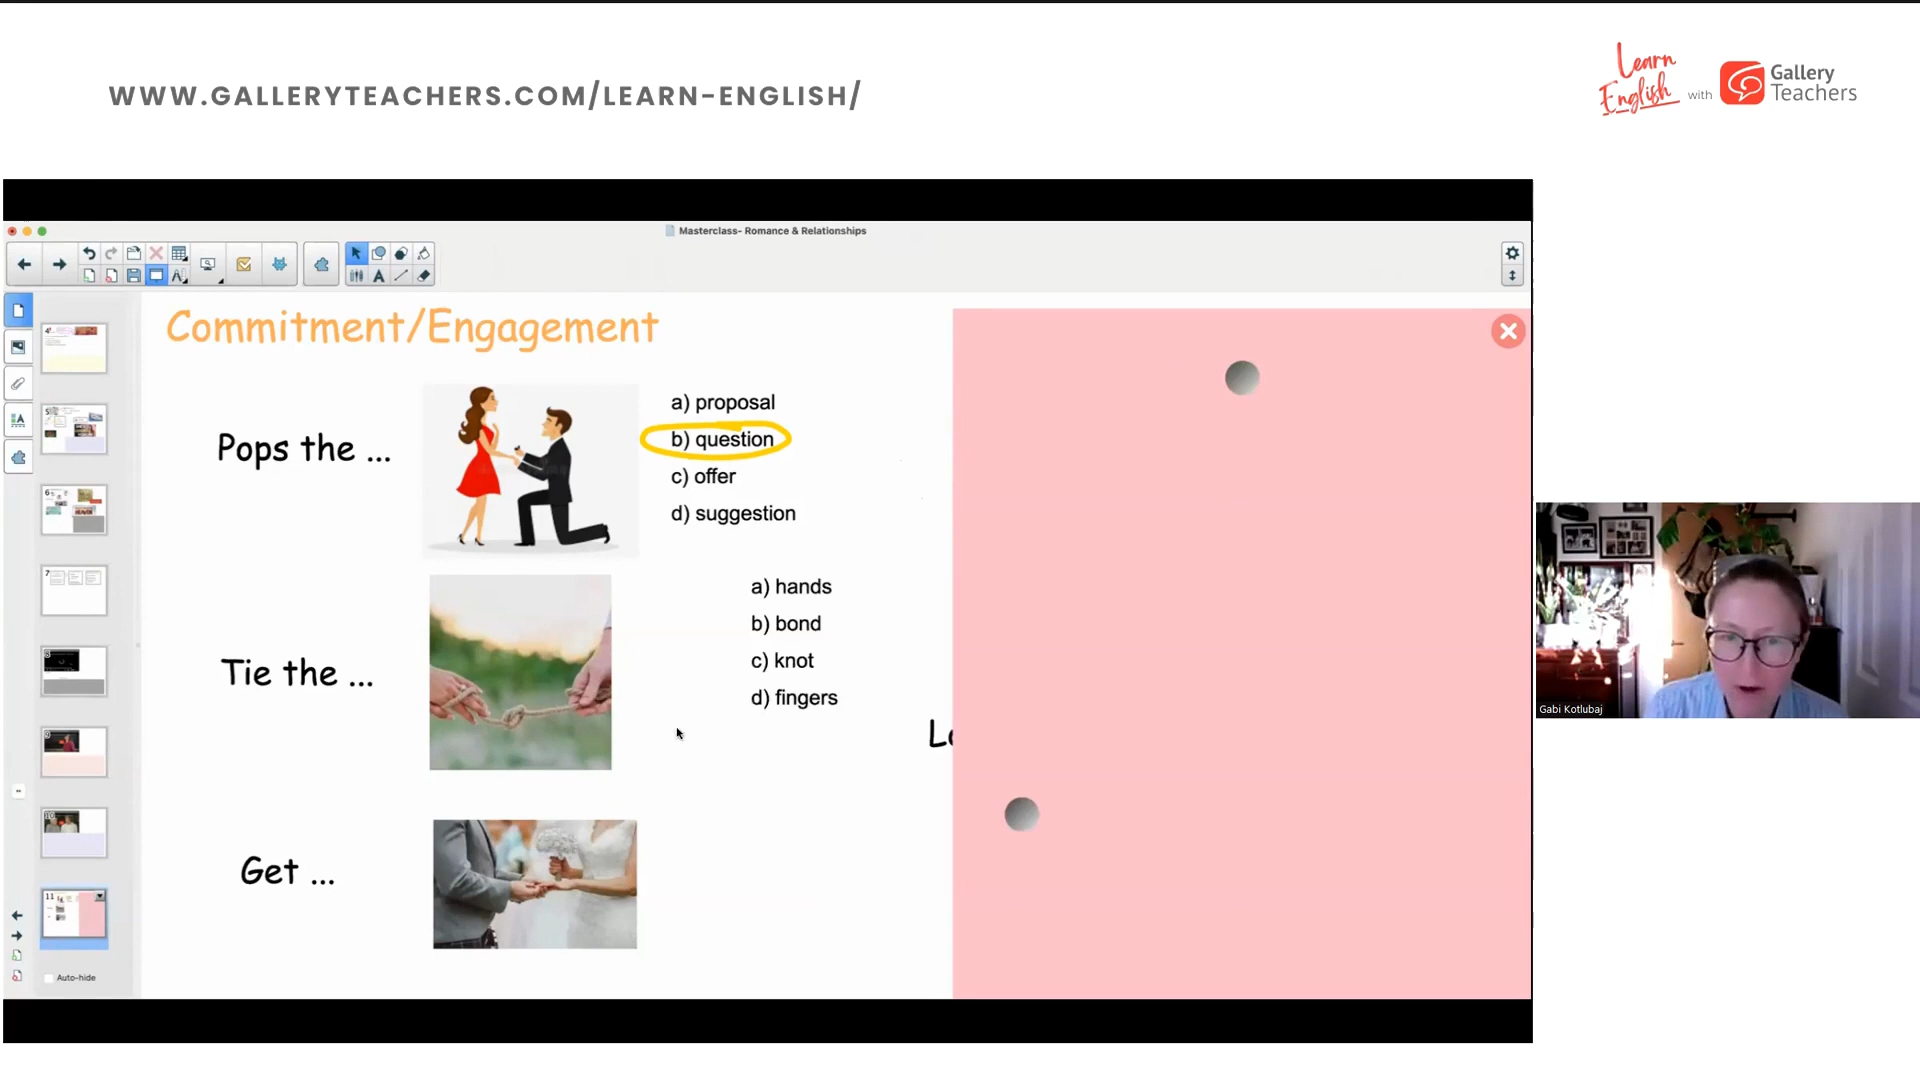 WWW.GALLERYTEACHERS.COM/LEARN-ENGLISH/
Learn English with Gallery Teachers
Masterclass- Romance & Relationships
Commitment/Engagement
Pops the ...
a) proposal
b) question
c) offer
d) suggestion
Tie the ...
a) hands
b) bond
c) knot
d) fingers
Get ...
11
Auto-hide
Gabi Kotlubaj